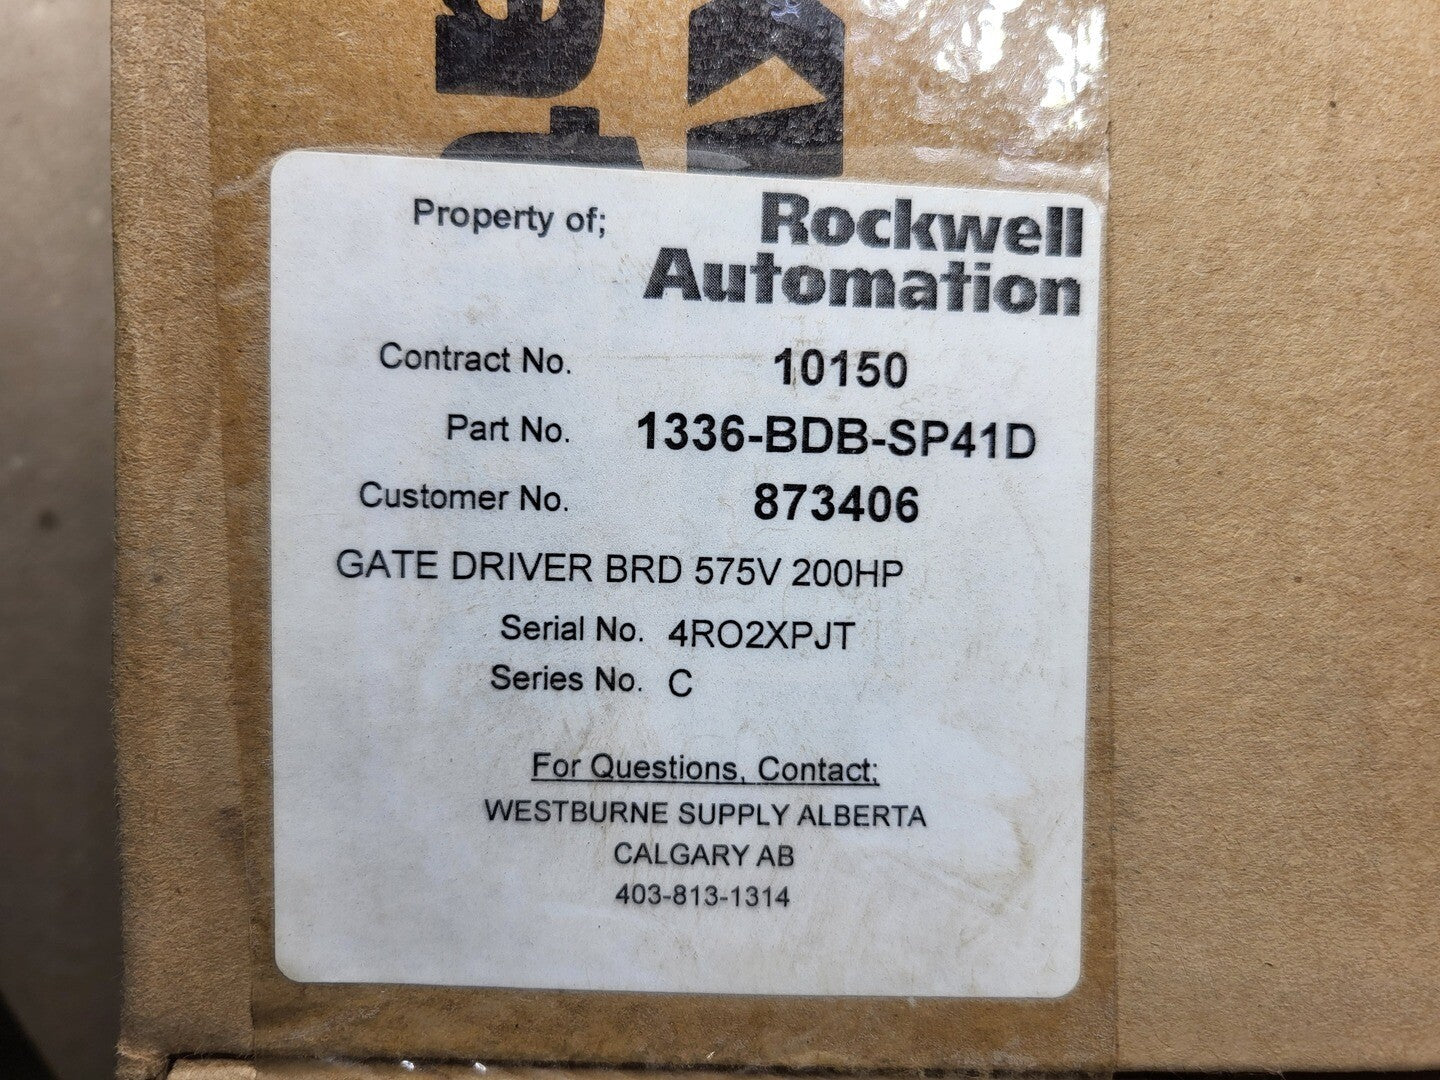 Property of;
Rockwell
Automation
Contract No. 10150
Part No. 1336-BDB-SP41D
Customer No. 873406
GATE DRIVER BRD 575V 200HP
Serial No. 4RO2XPJT
Series No. C
For Questions, Contact;
WESTBURNE SUPPLY ALBERTA
CALGARY AB
403-813-1314